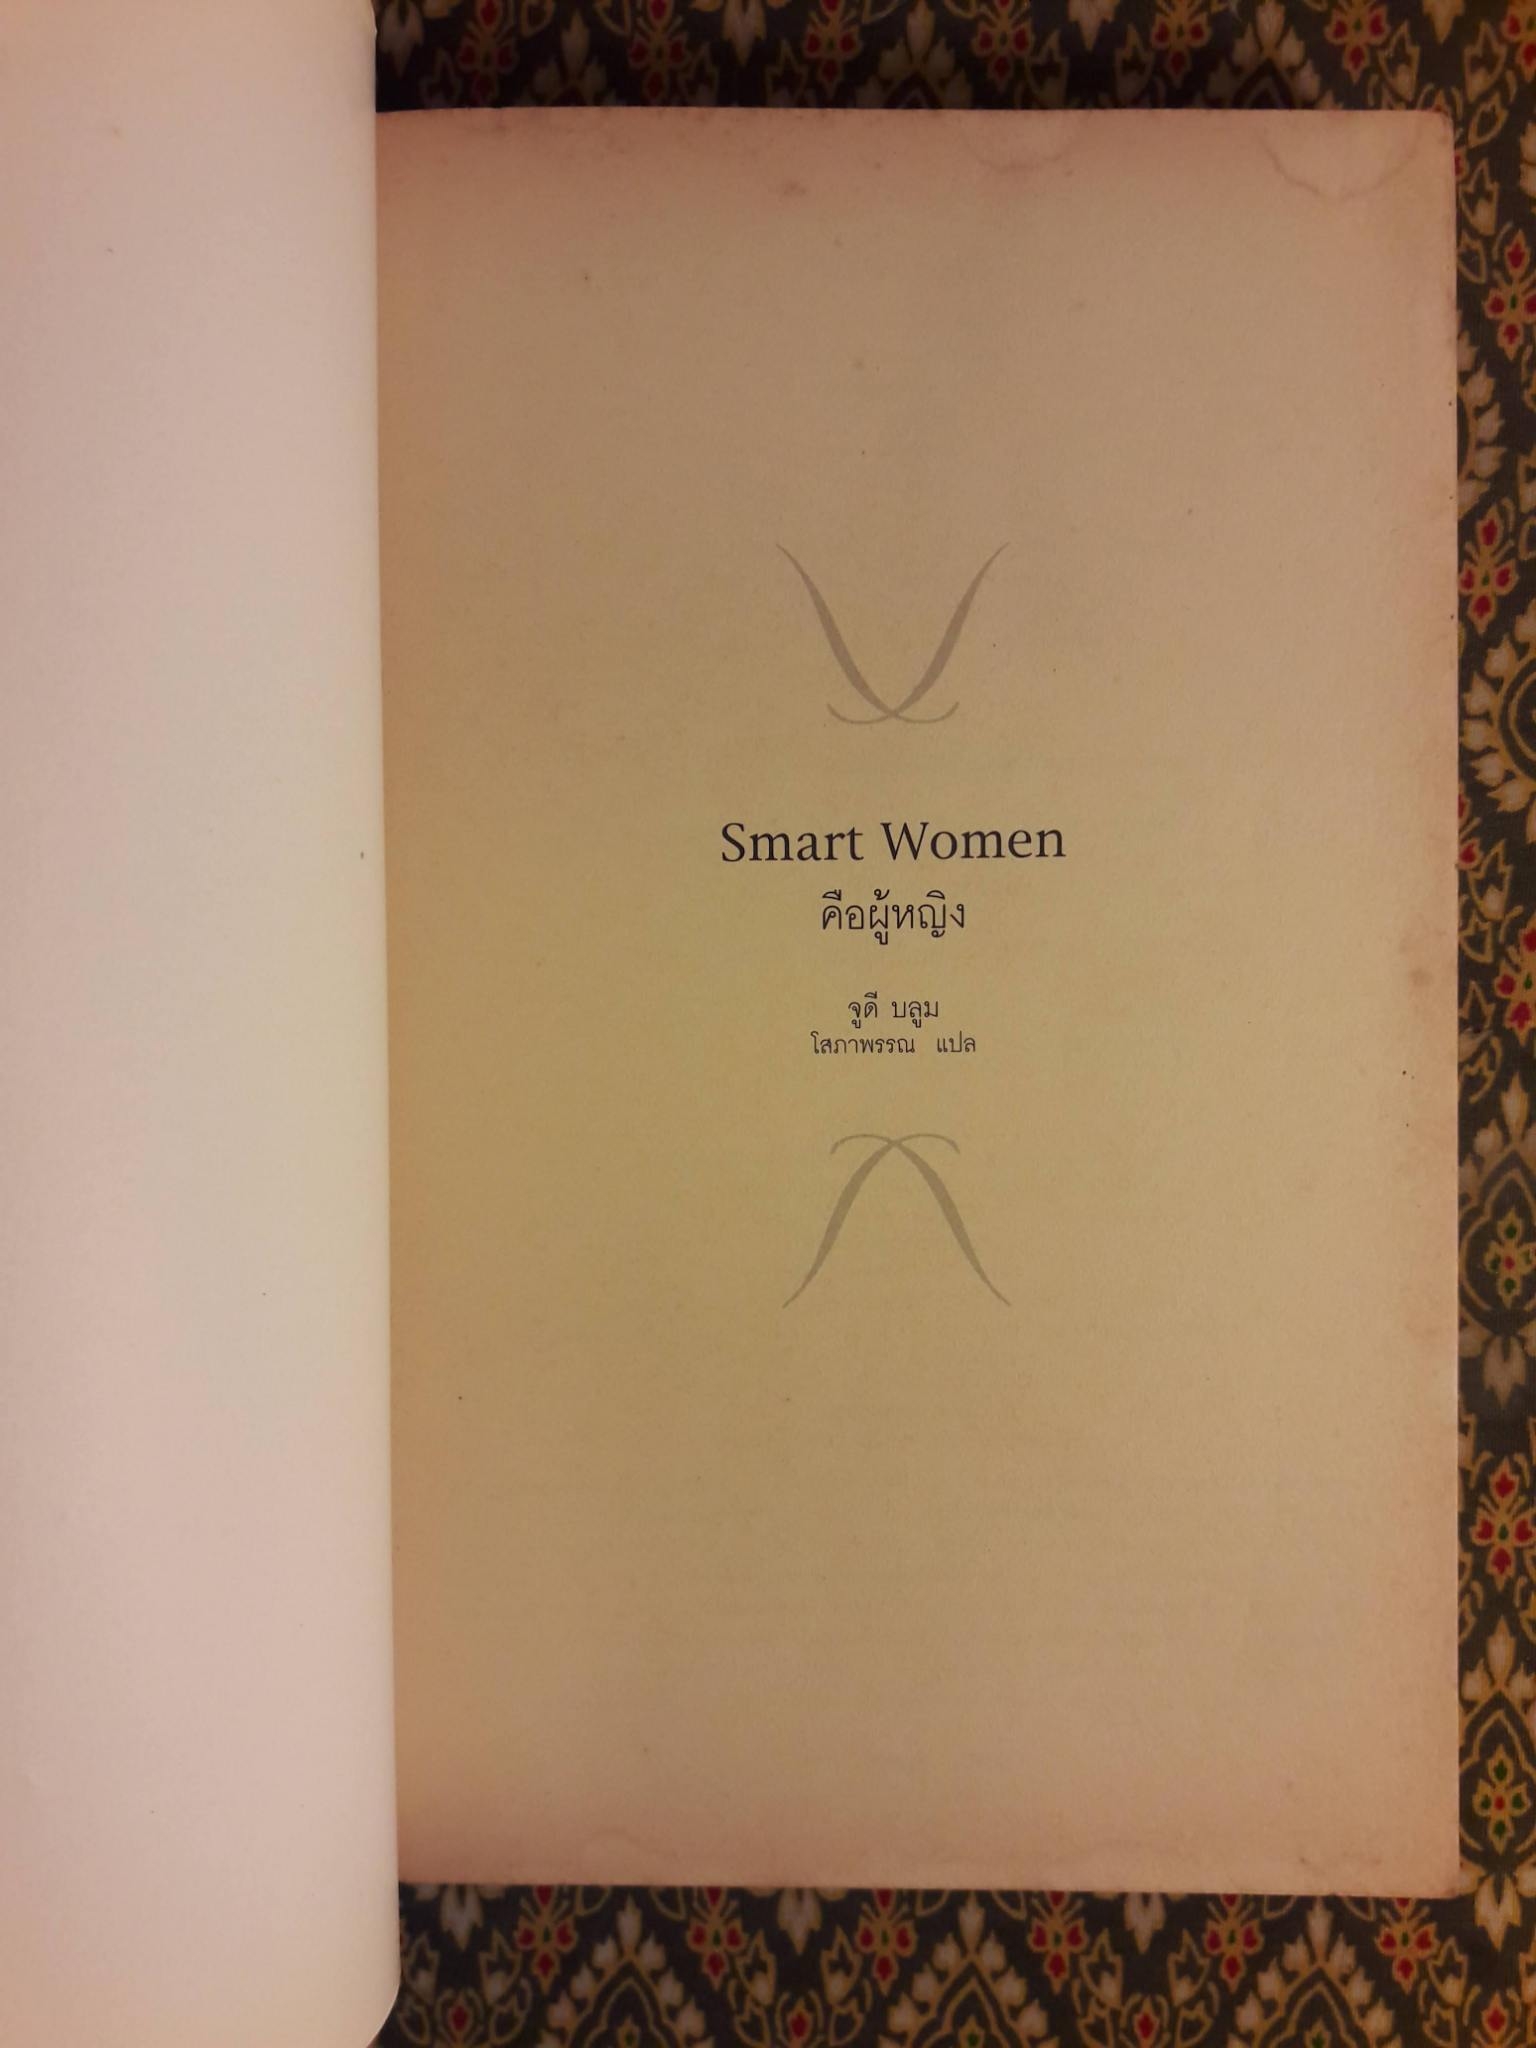 Smart Women
คือผู้หญิง
จูดี บลูม
โสภาพรรณ แปล